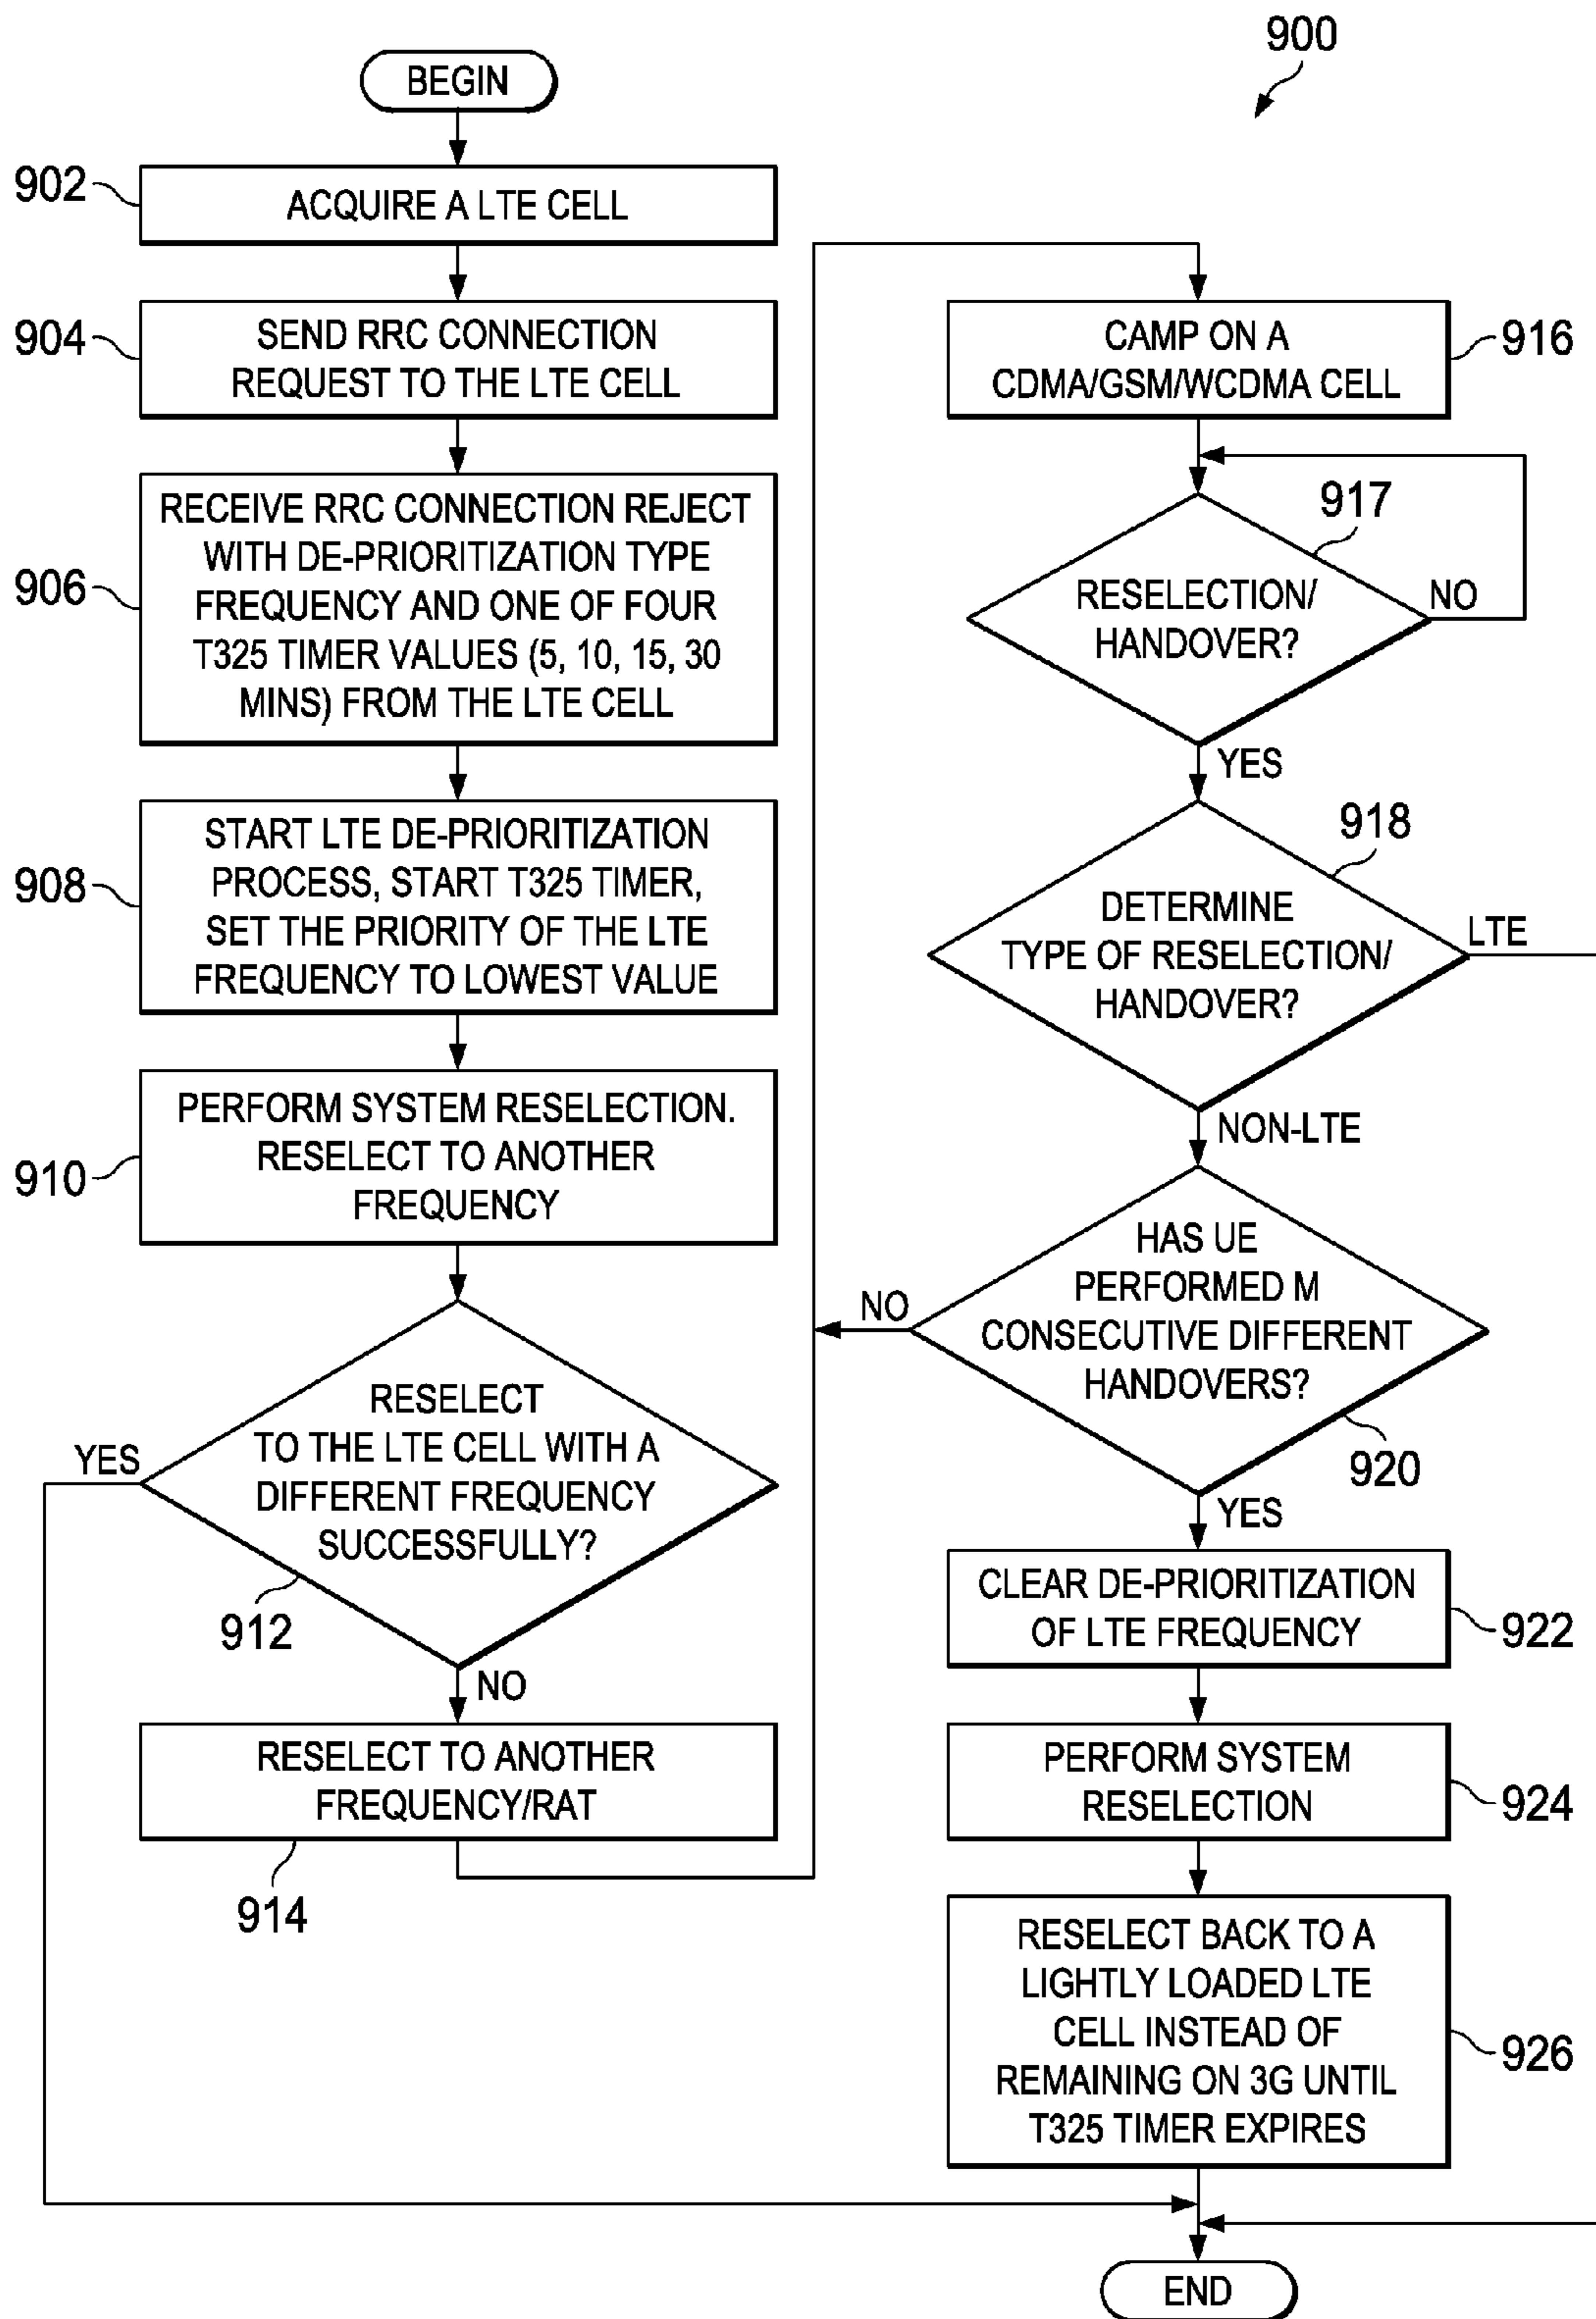 900
BEGIN
902
ACQUIRE A LTE CELL
904
SEND RRC CONNECTION
REQUEST TO THE LTE CELL
906
RECEIVE RRC CONNECTION REJECT
WITH DE-PRIORITIZATION TYPE
FREQUENCY AND ONE OF FOUR
T325 TIMER VALUES (5, 10, 15, 30
MINS) FROM THE LTE CELL
908
START LTE DE-PRIORITIZATION
PROCESS, START T325 TIMER,
SET THE PRIORITY OF THE LTE
FREQUENCY TO LOWEST VALUE
910
PERFORM SYSTEM RESELECTION.
RESELECT TO ANOTHER
FREQUENCY
RESELECT
TO THE LTE CELL WITH A
DIFFERENT FREQUENCY
SUCCESSFULLY?
YES
912
NO
RESELECT TO ANOTHER
FREQUENCY/RAT
914
CAMP ON A
CDMA/GSM/WCDMA CELL
916
917
RESELECTION/
HANDOVER?
NO
YES
918
DETERMINE
TYPE OF RESELECTION/
HANDOVER?
LTE
NON-LTE
HAS UE
PERFORMED M
CONSECUTIVE DIFFERENT
HANDOVERS?
NO
920
YES
CLEAR DE-PRIORITIZATION
OF LTE FREQUENCY
922
PERFORM SYSTEM
RESELECTION
924
RESELECT BACK TO A
LIGHTLY LOADED LTE
CELL INSTEAD OF
REMAINING ON 3G UNTIL
T325 TIMER EXPIRES
926
END